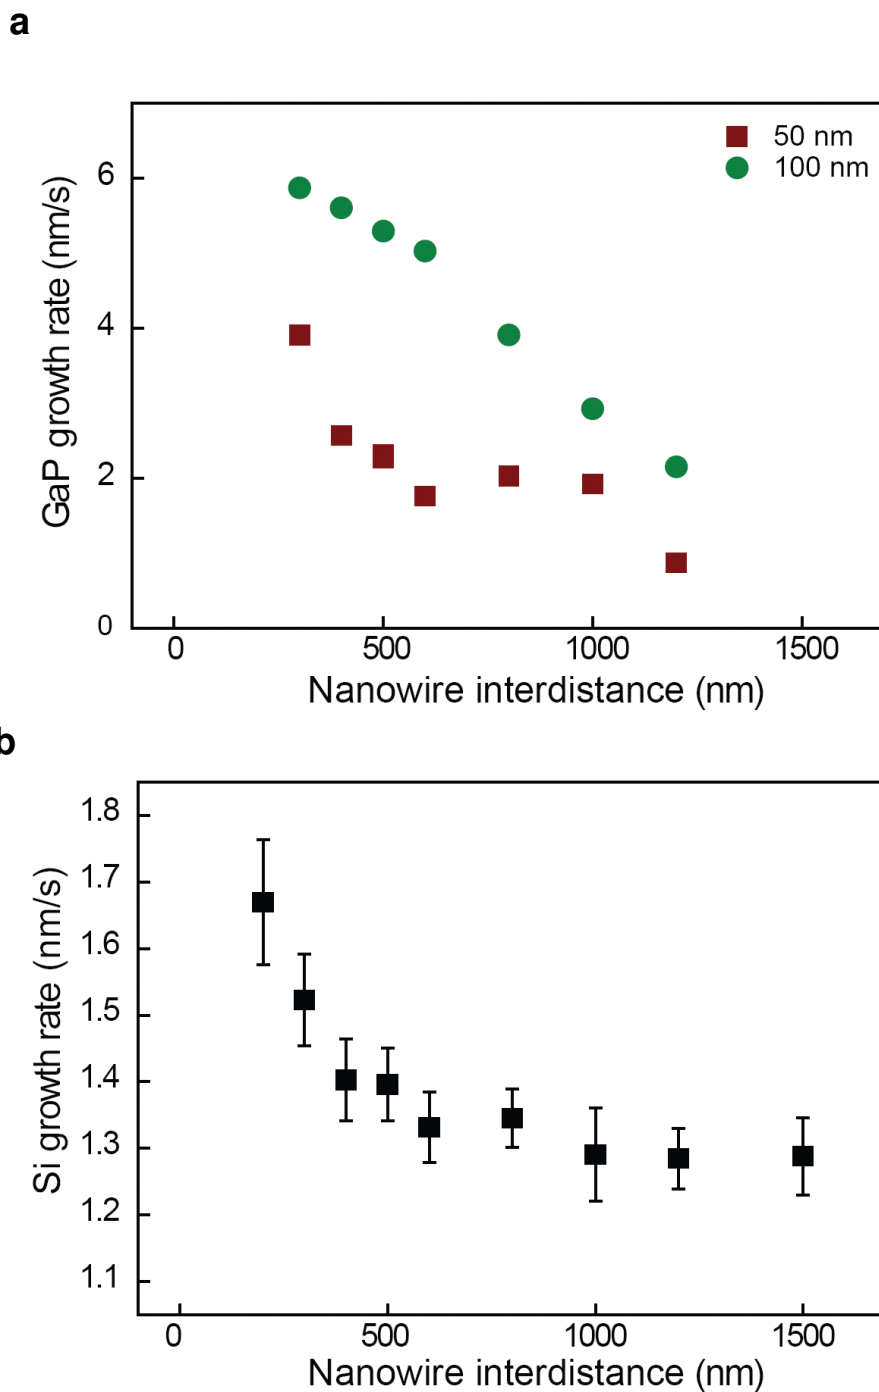 a
50 nm
100 nm
6
4
2
0
GaP growth rate (nm/s)
0 500 1000 1500
Nanowire interdistance (nm)
b
1.8
1.7
1.6
1.5
1.4
1.3
1.2
1.1
Si growth rate (nm/s)
0 500 1000 1500
Nanowire interdistance (nm)